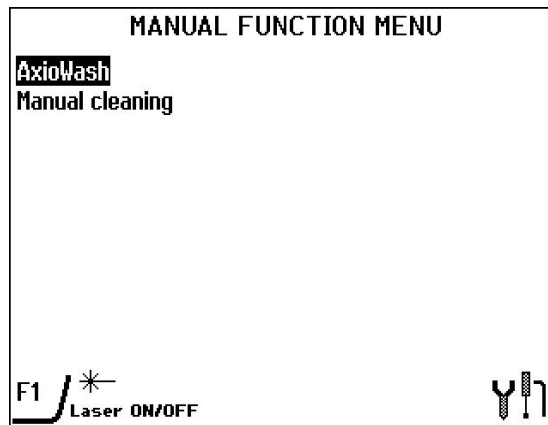 MANUAL FUNCTION MENU
AxioWash
Manual cleaning
F1
Laser ON/OFF